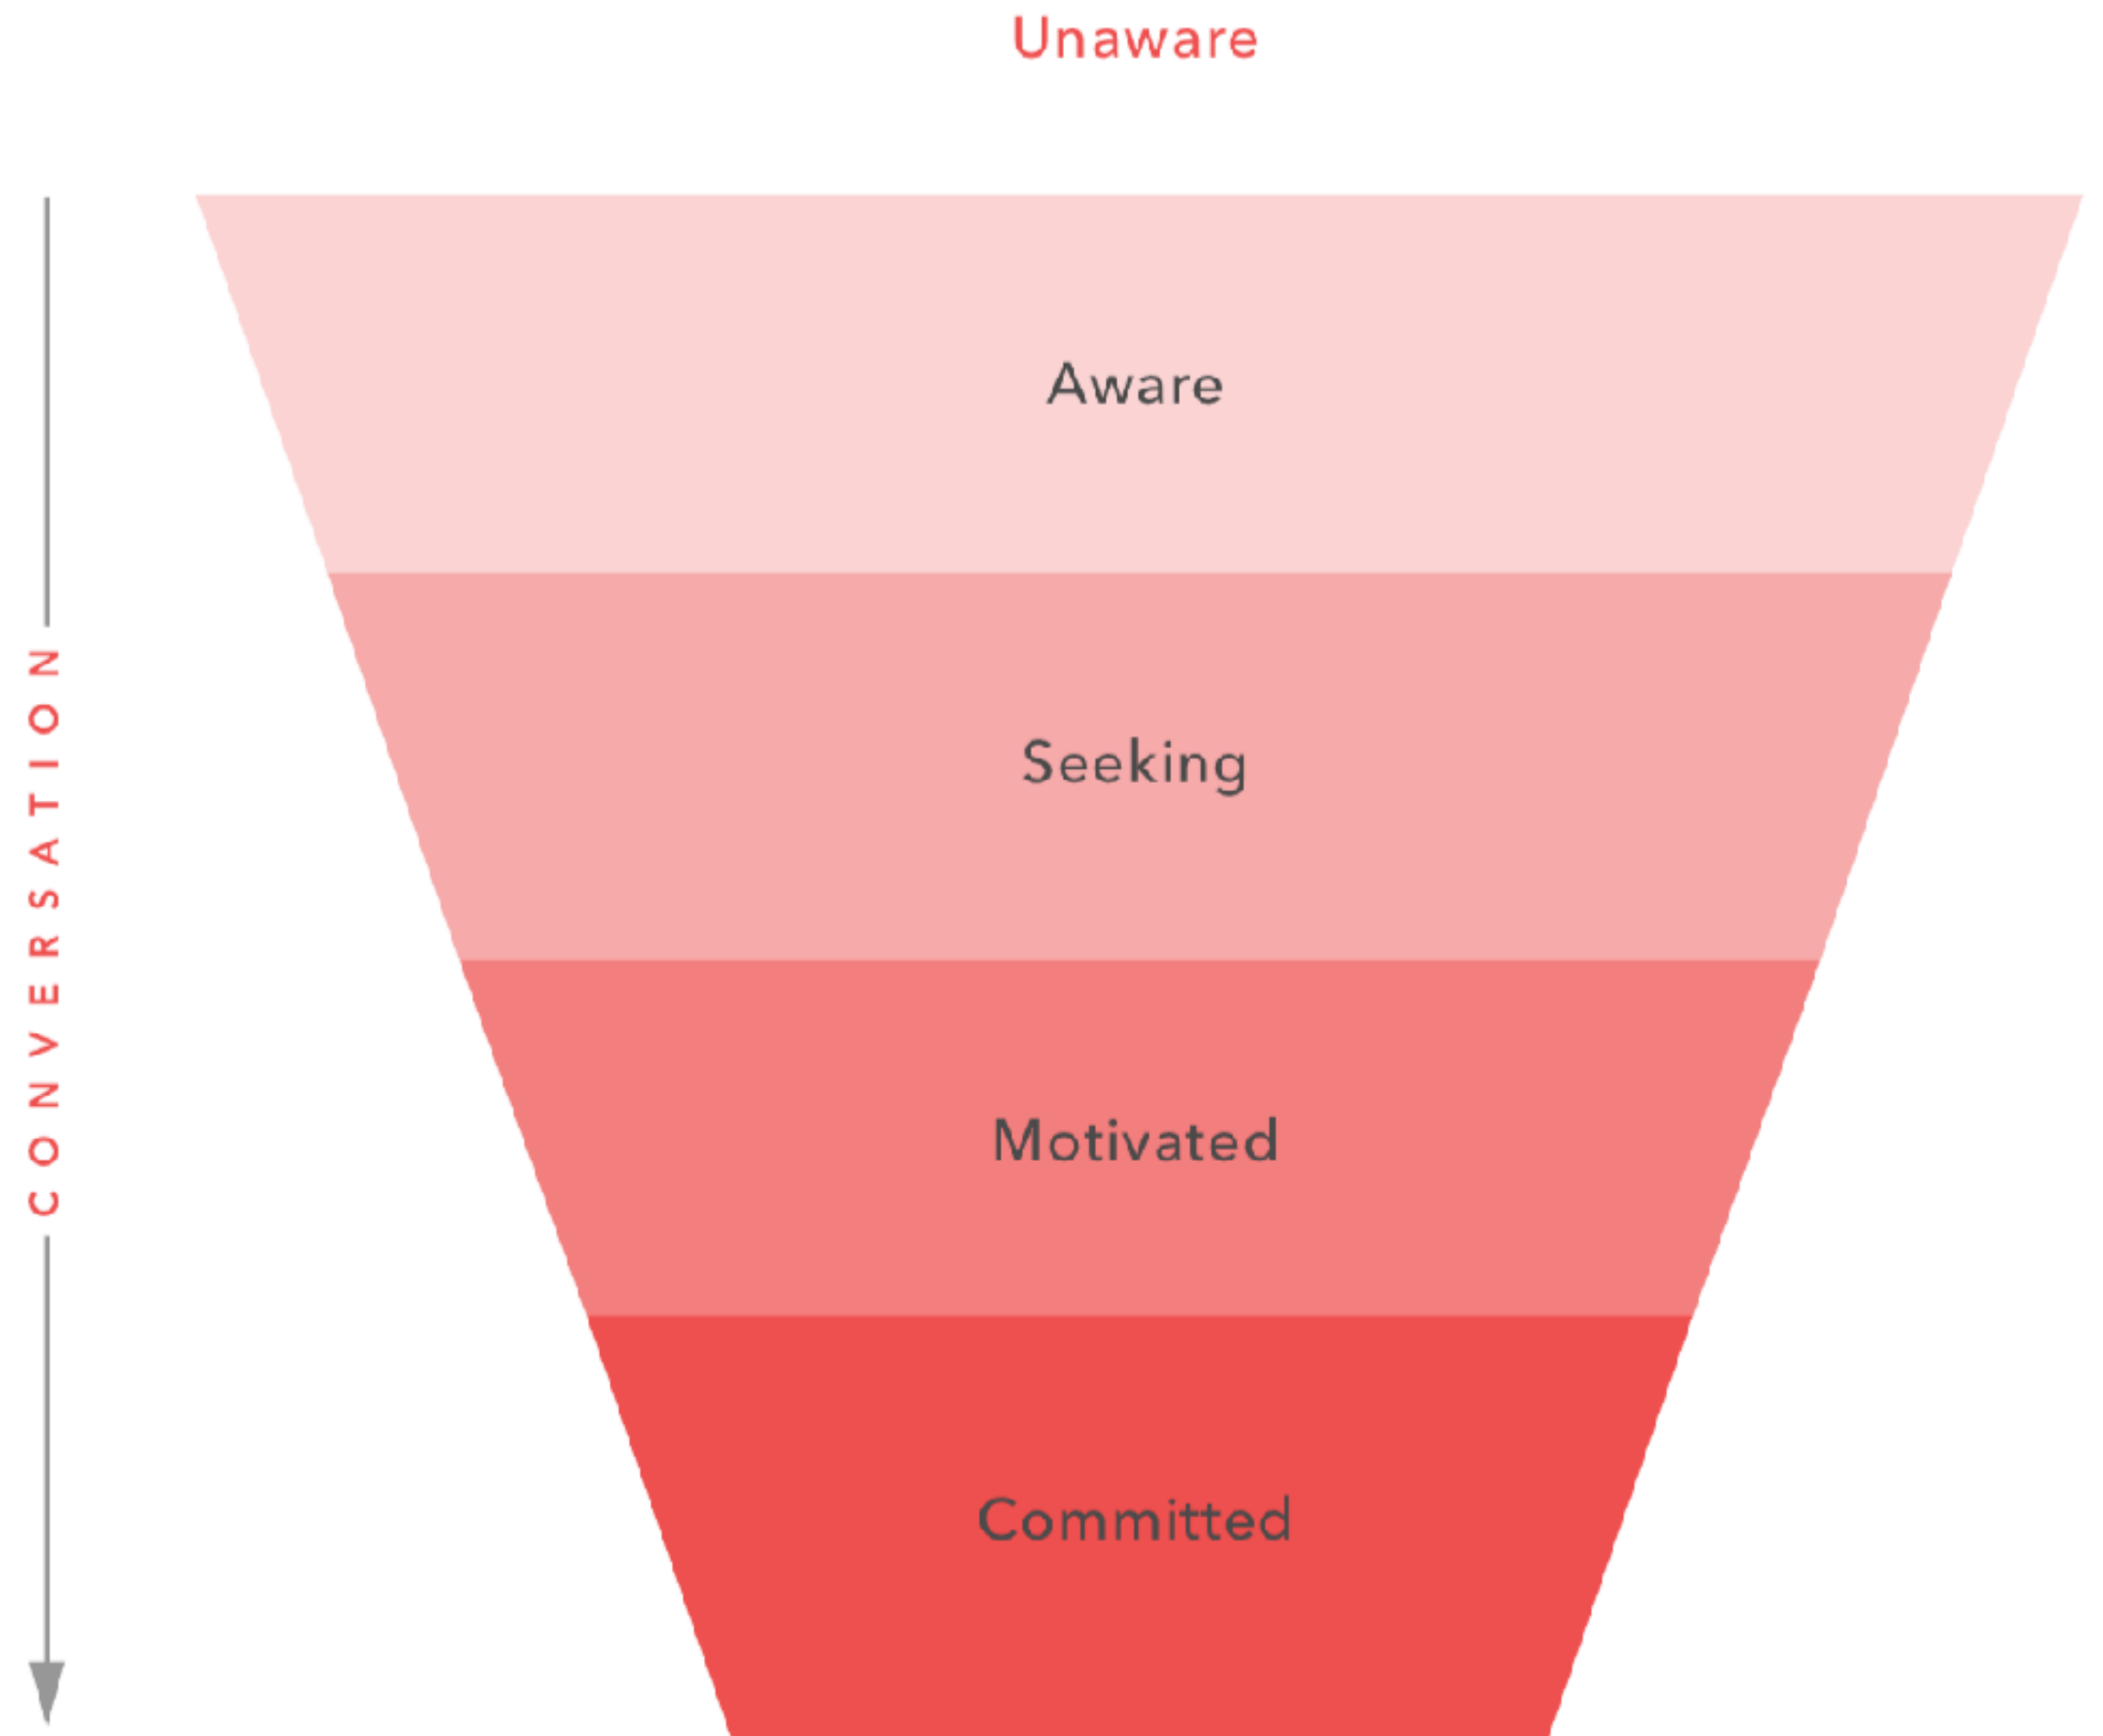 Unaware
Aware
Seeking
Motivated
Committed
CONVERSATION